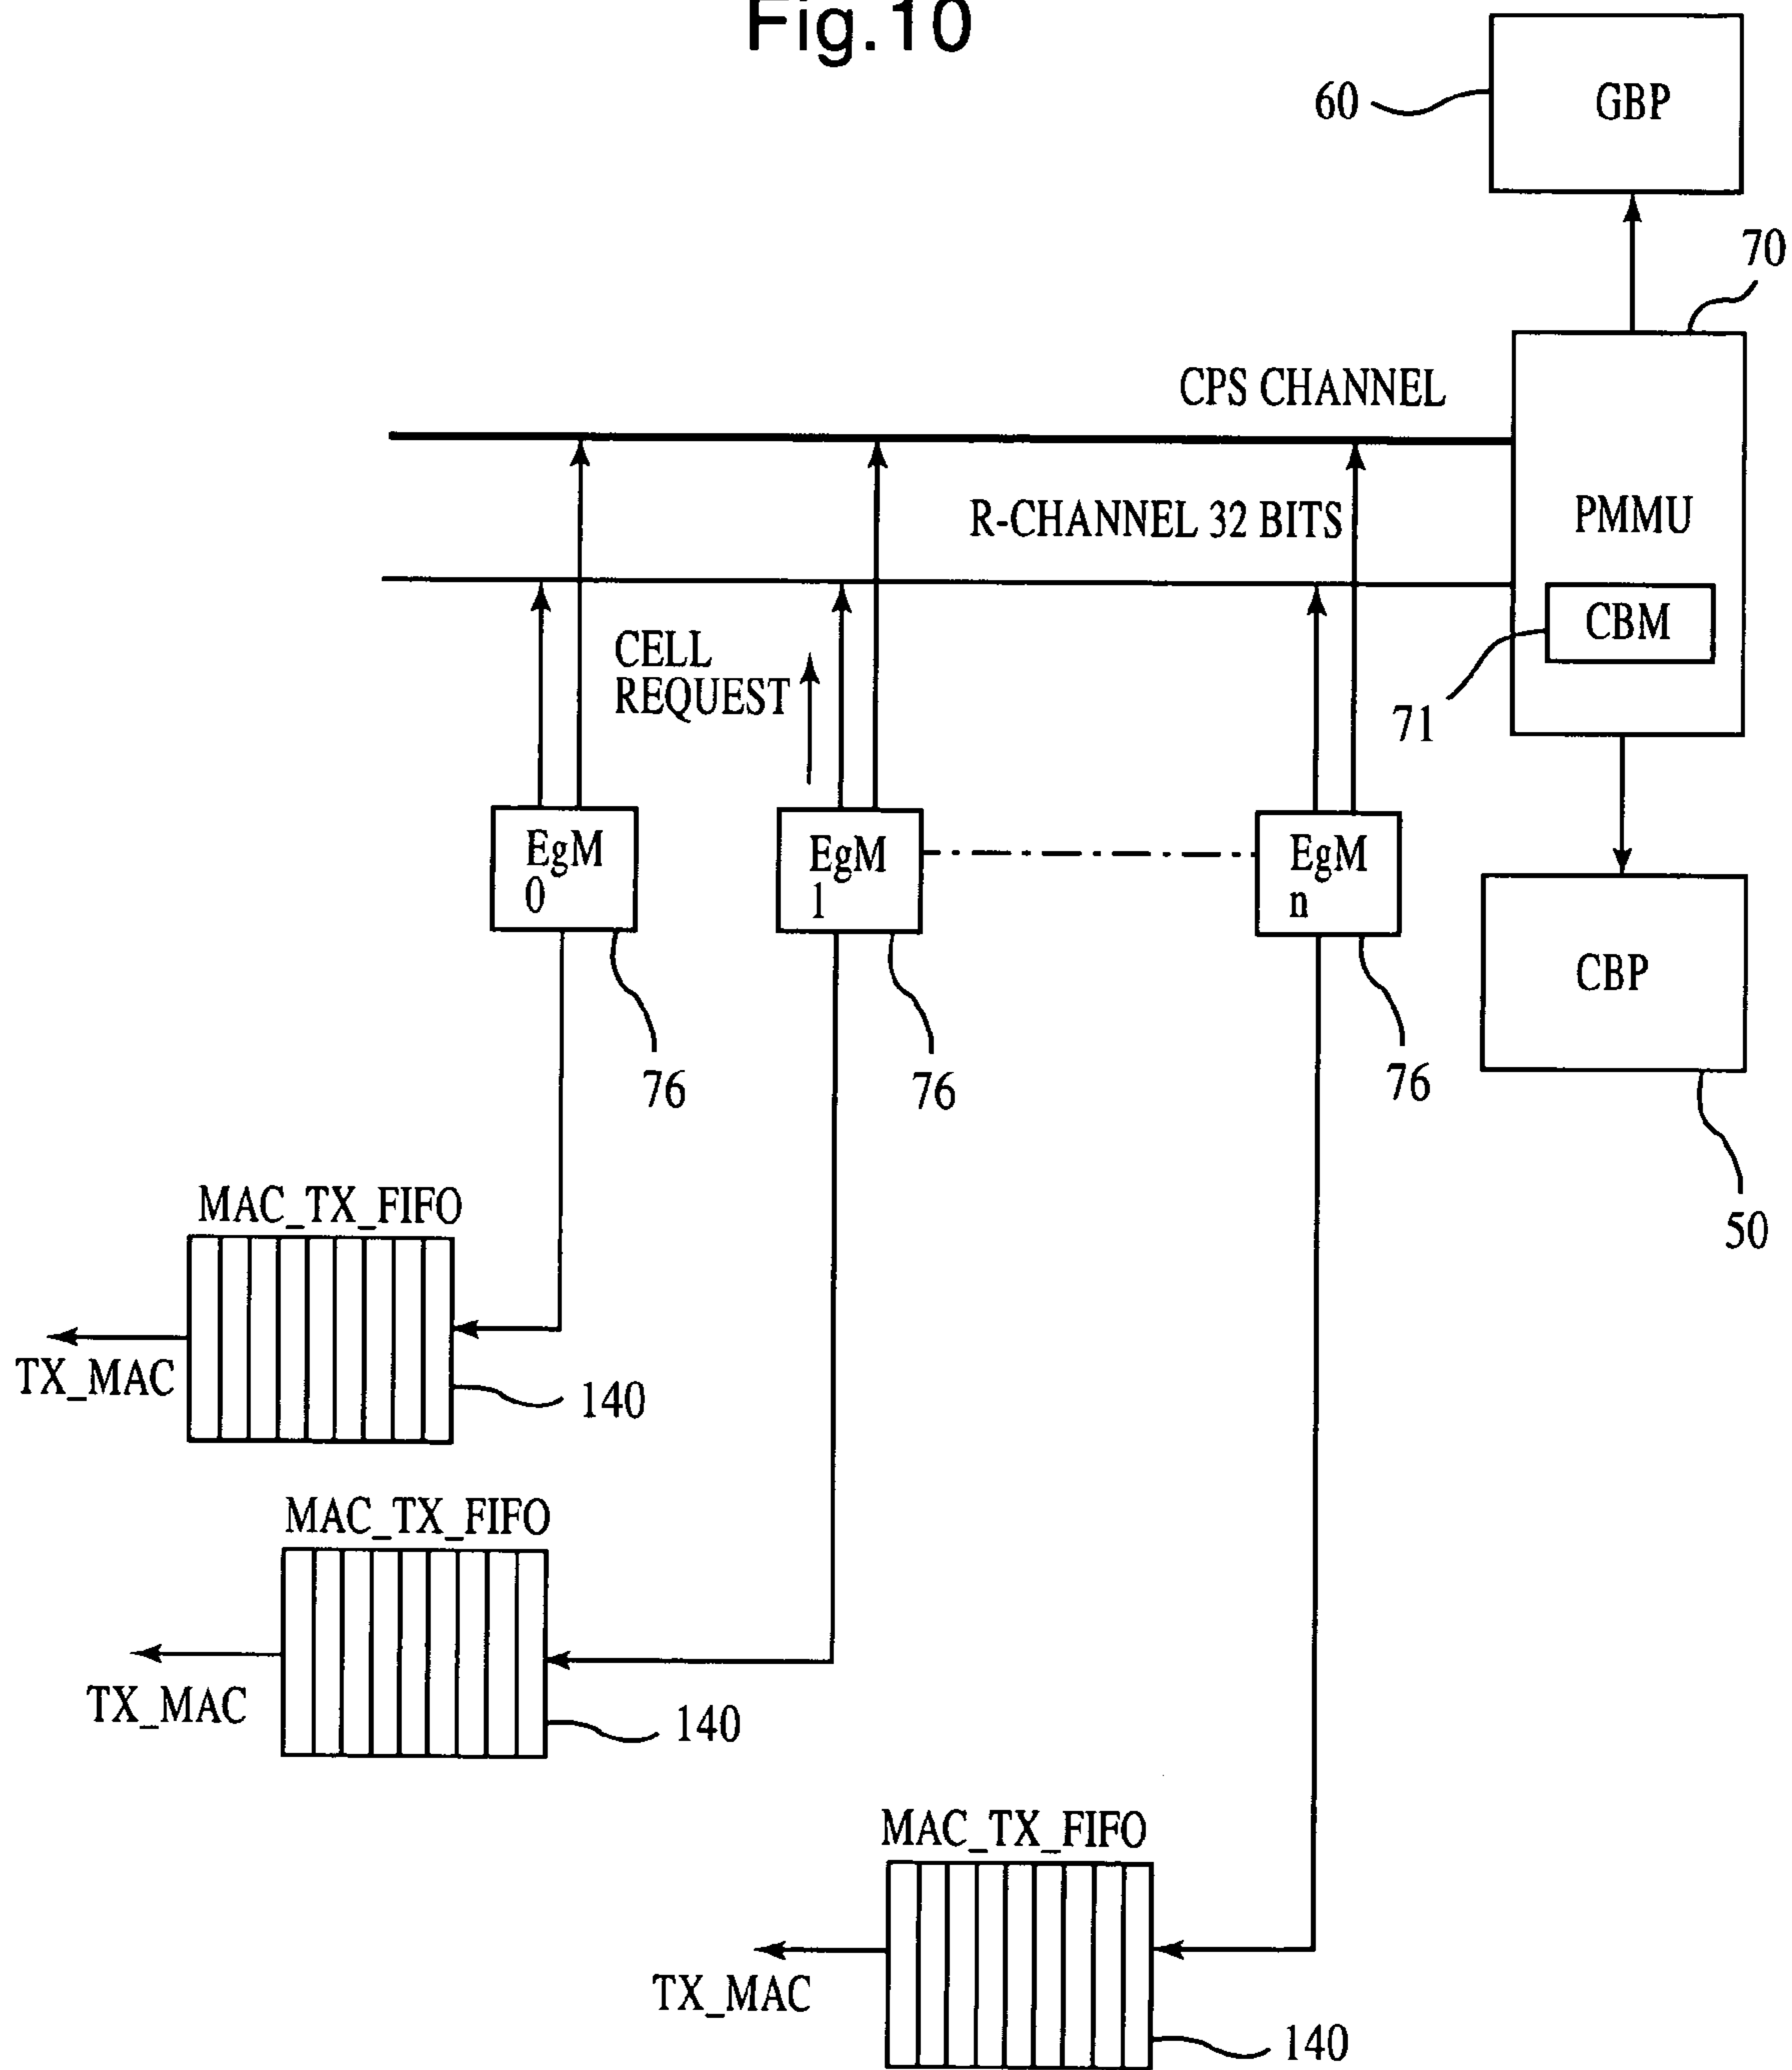 Fig.10
60
GBP
70
CPS CHANNEL
R-CHANNEL 32 BITS
PMMU
CBM
71
CELL
REQUEST
EgM
0
EgM
1
EgM
n
76
76
76
CBP
50
MAC_TX_FIFO
TX_MAC
140
MAC_TX_FIFO
TX_MAC
140
MAC_TX_FIFO
TX_MAC
140